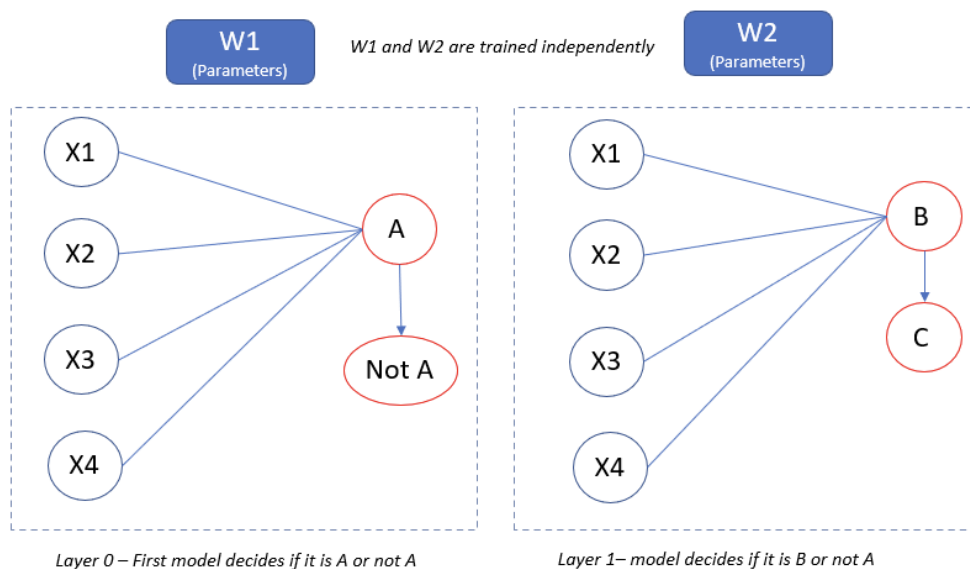 W1
(Parameters)
W1 and W2 are trained independently
W2
(Parameters)
X1
X2
X3
X4
A
Not A
X1
X2
X3
X4
B
C
Layer 0 – First model decides if it is A or not A
Layer 1– model decides if it is B or not A